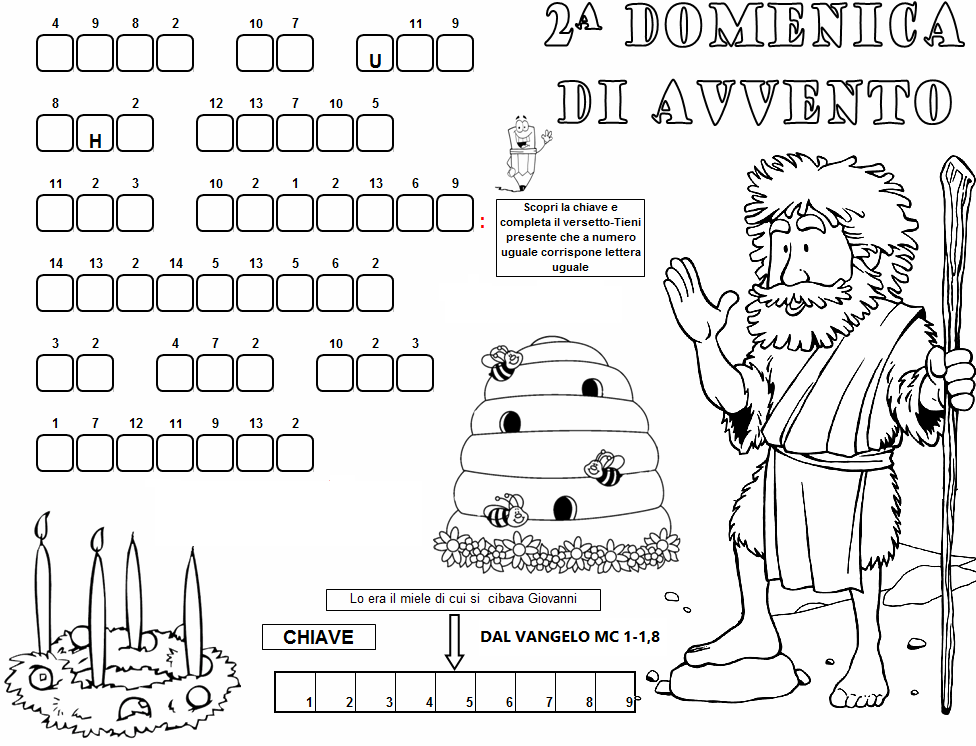 2A DOMENICA
DI AVVENTO
4 9 8 2 10 7 11 9
U
8 2 12 13 7 10 5
H
11 2 3 10 2 1 2 13 6 9
:
14 13 2 14 5 13 5 6 2
3 2 4 7 2 10 2 3
1 7 12 11 9 13 2
Scopri la chiave e
completa il versetto-Tieni
presente che a numero
uguale corrispone lettera
uguale
Lo era il miele di cui si cibava Giovanni
CHIAVE
DAL VANGELO MC 1-1,8
1 2 3 4 5 6 7 8 9